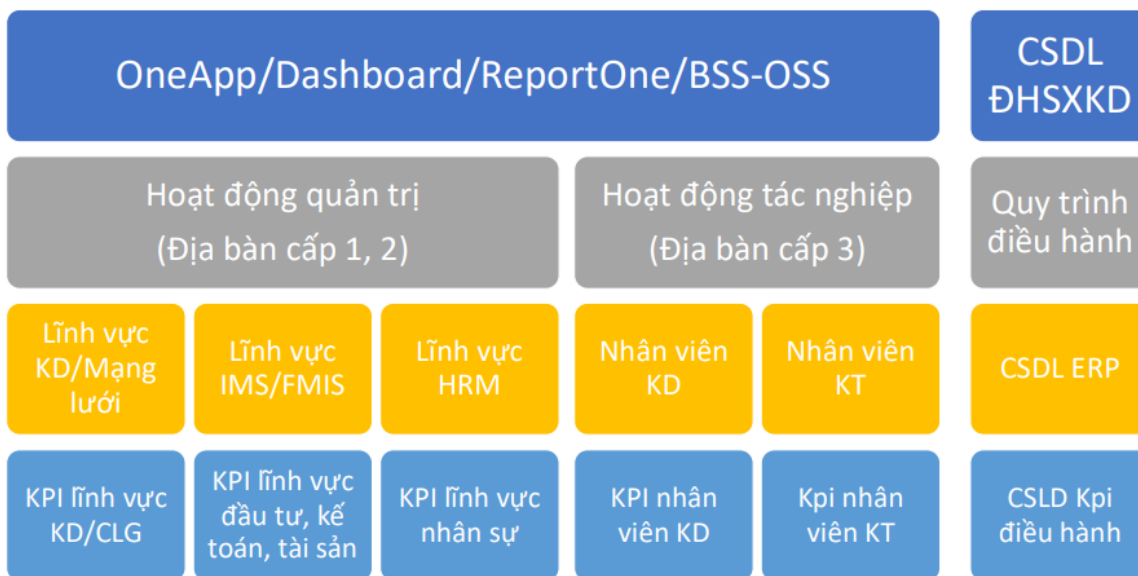 OneApp/Dashboard/ReportOne/BSS-OSS
CSDL
ĐHSXKD
Hoạt động quản trị
(Địa bàn cấp 1, 2)
Hoạt động tác nghiệp
(Địa bàn cấp 3)
Quy trình
điều hành
Lĩnh vực
KD/Mạng
lưới
Lĩnh vực
IMS/FMIS
Lĩnh vực
HRM
Nhân viên
KD
Nhân viên
KT
CSDL ERP
KPI lĩnh vực
KD/CLG
KPI lĩnh vực
đầu tư, kế
toán, tài sản
KPI lĩnh vực
nhân sự
KPI nhân
viên KD
Kpi nhân
viên KT
CSLD Kpi
điều hành